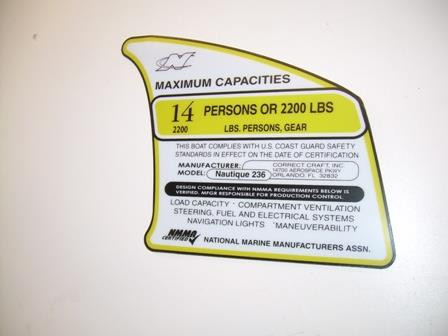 N
MAXIMUM CAPACITIES
14 PERSONS OR 2200 LBS
2200 LBS. PERSONS, GEAR
THIS BOAT COMPLIES WITH U.S. COAST GUARD SAFETY
STANDARDS IN EFFECT ON THE DATE OF CERTIFICATION
MANUFACTURER: CORRECT CRAFT, INC.
14700 AEROSPACE PKWY
MODEL: Nautique 236 ORLANDO, FL 32832
DESIGN COMPLIANCE WITH NMMA REQUIREMENTS BELOW IS
VERIFIED. MFGR RESPONSIBLE FOR PRODUCTION CONTROL.
LOAD CAPACITY · COMPARTMENT VENTILATION
STEERING, FUEL AND ELECTRICAL SYSTEMS
NAVIGATION LIGHTS · MANEUVERABILITY
NMMA
CERTIFIED NATIONAL MARINE MANUFACTURERS ASSN.